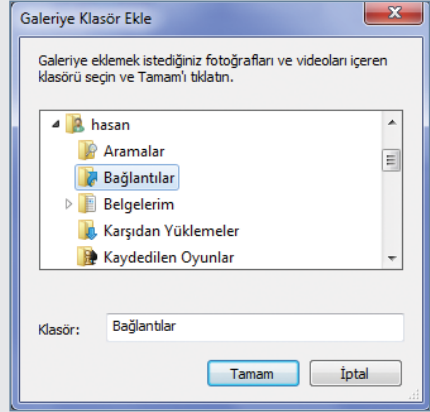 Galeriye Klasör Ekle
Galeriye eklemek istediğiniz fotoğrafları ve videoları içeren
klasörü seçin ve Tamam'ı tıklatın.
hasan
Aramalar
Bağlantılar
Belgelerim
Karşıdan Yüklemeler
Kaydedilen Oyunlar
Klasör: Bağlantılar
Tamam İptal